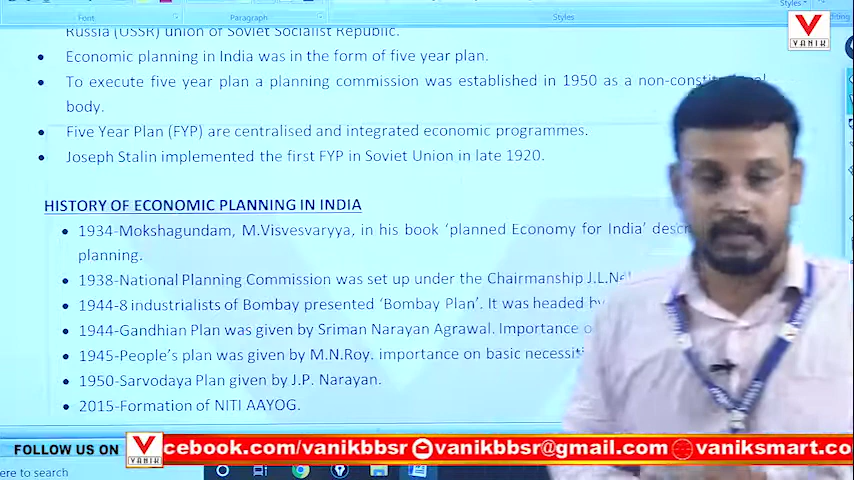 Font
Paragraph
Styles
Styles
Editing
Russia (USSR) union of Soviet Socialist Republic.
VANIK
Economic planning in India was in the form of five year plan.
To execute five year plan a planning commission was established in 1950 as a
body.
Five Year Plan (FYP) are centralised and integrated economic programmes.
Joseph Stalin implemented the first FYP in Soviet Union in late 1920.
HISTORY OF ECONOMIC PLANNING IN INDIA
1934-Mokshagundam, M.Visvesvaryya, in his book ‘planned Economy for India’
planning.
1938-National Planning Commission was set up under the Chairmanship
1944-8 industrialists of Bombay presented ‘Bombay Plan’. It was headed by
1944-Gandhian Plan was given by Sriman Narayan Agrawal. Importance
1945-People’s plan was given by M.N.Roy. importance on basic
1950-Sarvodaya Plan given by J.P. Narayan.
2015-Formation of NITI AAYOG.
FOLLOW US ON
VANIK
cebook.com/vanikbbsr vanikbbsr@gmail.com vaniksmart.co
ere to search